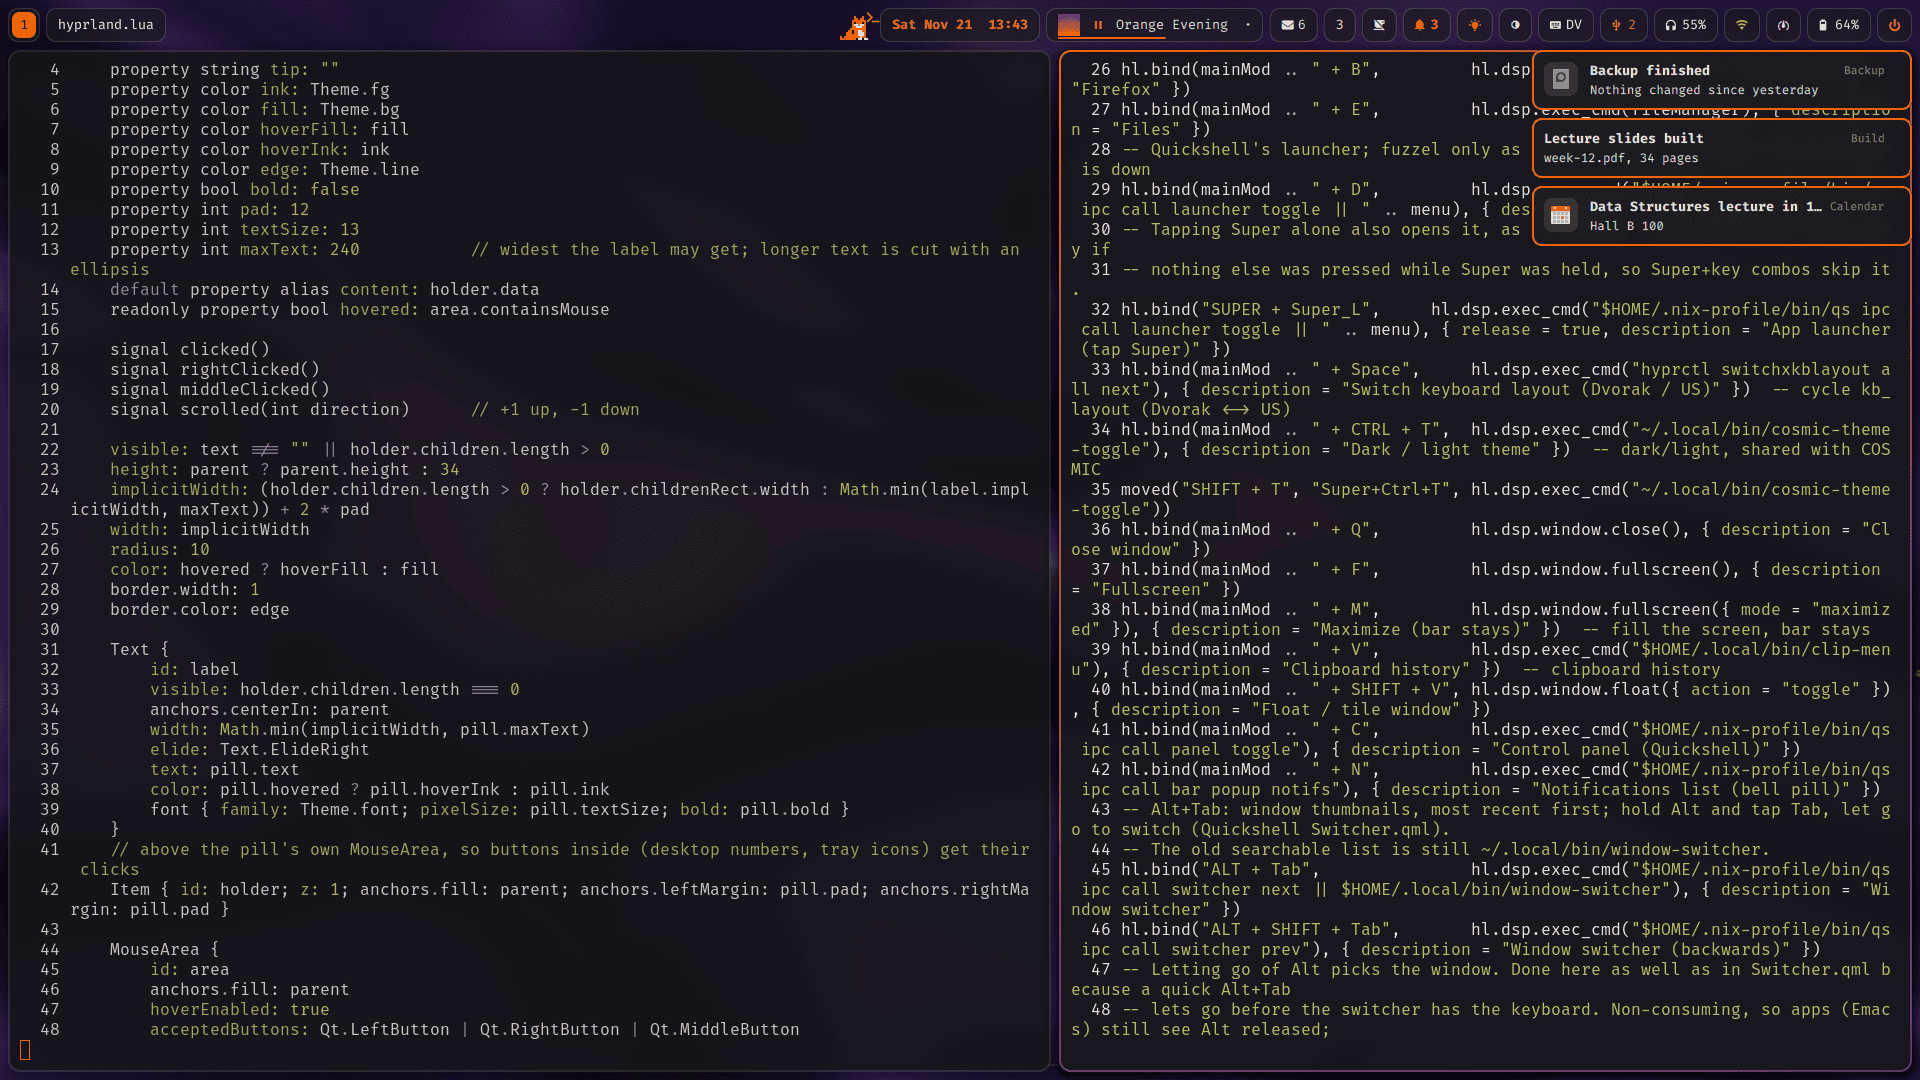 1 hyprland.lua Sat Nov 21 13:43 Orange Evening · 6 3 3 DV 2 55% 64%
4 property string tip: ""
5 property color ink: Theme.fg
6 property color fill: Theme.bg
7 property color hoverFill: fill
8 property color hoverInk: ink
9 property color edge: Theme.line
10 property bool bold: false
11 property int pad: 12
12 property int textSize: 13
13 property int maxText: 240 // widest the label may get; longer text is cut with an
ellipsis
14 default property alias content: holder.data
15 readonly property bool hovered: area.containsMouse
16
17 signal clicked()
18 signal rightClicked()
19 signal middleClicked()
20 signal scrolled(int direction) // +1 up, -1 down
21
22 visible: text !== "" || holder.children.length > 0
23 height: parent ? parent.height : 34
24 implicitWidth: (holder.children.length > 0 ? holder.childrenRect.width : Math.min(label.impl
icitWidth, maxText)) + 2 * pad
25 width: implicitWidth
26 radius: 10
27 color: hovered ? hoverFill : fill
28 border.width: 1
29 border.color: edge
30
31 Text {
32 id: label
33 visible: holder.children.length === 0
34 anchors.centerIn: parent
35 width: Math.min(implicitWidth, pill.maxText)
36 elide: Text.ElideRight
37 text: pill.text
38 color: pill.hovered ? pill.hoverInk : pill.ink
39 font { family: Theme.font; pixelSize: pill.textSize; bold: pill.bold }
40 }
41 // above the pill's own MouseArea, so buttons inside (desktop numbers, tray icons) get their
clicks
42 Item { id: holder; z: 1; anchors.fill: parent; anchors.leftMargin: pill.pad; anchors.rightMa
rgin: pill.pad }
43
44 MouseArea {
45 id: area
46 anchors.fill: parent
47 hoverEnabled: true
48 acceptedButtons: Qt.LeftButton | Qt.RightButton | Qt.MiddleButton
26 hl.bind(mainMod .. " + B", hl.dsp
"Firefox" })
27 hl.bind(mainMod .. " + E", hl.dsp.exec_cmd(fileManager), { descriptio
n = "Files" })
28 -- Quickshell's launcher; fuzzel only as
is down
29 hl.bind(mainMod .. " + D", hl.dsp
ipc call launcher toggle || " .. menu), { des
30 -- Tapping Super alone also opens it, as
y if
31 -- nothing else was pressed while Super was held, so Super+key combos skip it
.
32 hl.bind("SUPER + Super_L", hl.dsp.exec_cmd("$HOME/.nix-profile/bin/qs ipc
call launcher toggle || " .. menu), { release = true, description = "App launcher
(tap Super)" })
33 hl.bind(mainMod .. " + Space", hl.dsp.exec_cmd("hyprctl switchxkblayout a
ll next"), { description = "Switch keyboard layout (Dvorak / US)" }) -- cycle kb_
layout (Dvorak <-> US)
34 hl.bind(mainMod .. " + CTRL + T", hl.dsp.exec_cmd("~/.local/bin/cosmic-theme
-toggle"), { description = "Dark / light theme" }) -- dark/light, shared with COS
MIC
35 moved("SHIFT + T", "Super+Ctrl+T", hl.dsp.exec_cmd("~/.local/bin/cosmic-theme
-toggle"))
36 hl.bind(mainMod .. " + Q", hl.dsp.window.close(), { description = "Cl
ose window" })
37 hl.bind(mainMod .. " + F", hl.dsp.window.fullscreen(), { description
= "Fullscreen" })
38 hl.bind(mainMod .. " + M", hl.dsp.window.fullscreen({ mode = "maximiz
ed" }), { description = "Maximize (bar stays)" }) -- fill the screen, bar stays
39 hl.bind(mainMod .. " + V", hl.dsp.exec_cmd("$HOME/.local/bin/clip-men
u"), { description = "Clipboard history" }) -- clipboard history
40 hl.bind(mainMod .. " + SHIFT + V", hl.dsp.window.float({ action = "toggle" })
, { description = "Float / tile window" })
41 hl.bind(mainMod .. " + C", hl.dsp.exec_cmd("$HOME/.nix-profile/bin/qs
ipc call panel toggle"), { description = "Control panel (Quickshell)" })
42 hl.bind(mainMod .. " + N", hl.dsp.exec_cmd("$HOME/.nix-profile/bin/qs
ipc call bar popup notifs"), { description = "Notifications list (bell pill)" })
43 -- Alt+Tab: window thumbnails, most recent first; hold Alt and tap Tab, let g
o to switch (Quickshell Switcher.qml).
44 -- The old searchable list is still ~/.local/bin/window-switcher.
45 hl.bind("ALT + Tab", hl.dsp.exec_cmd("$HOME/.nix-profile/bin/qs
ipc call switcher next || $HOME/.local/bin/window-switcher"), { description = "Wi
ndow switcher" })
46 hl.bind("ALT + SHIFT + Tab", hl.dsp.exec_cmd("$HOME/.nix-profile/bin/qs
ipc call switcher prev"), { description = "Window switcher (backwards)" })
47 -- Letting go of Alt picks the window. Done here as well as in Switcher.qml b
ecause a quick Alt+Tab
48 -- lets go before the switcher has the keyboard. Non-consuming, so apps (Emac
s) still see Alt released;
Backup finished Backup
Nothing changed since yesterday
Lecture slides built Build
week-12.pdf, 34 pages
Data Structures lecture in 1… Calendar
Hall B 100